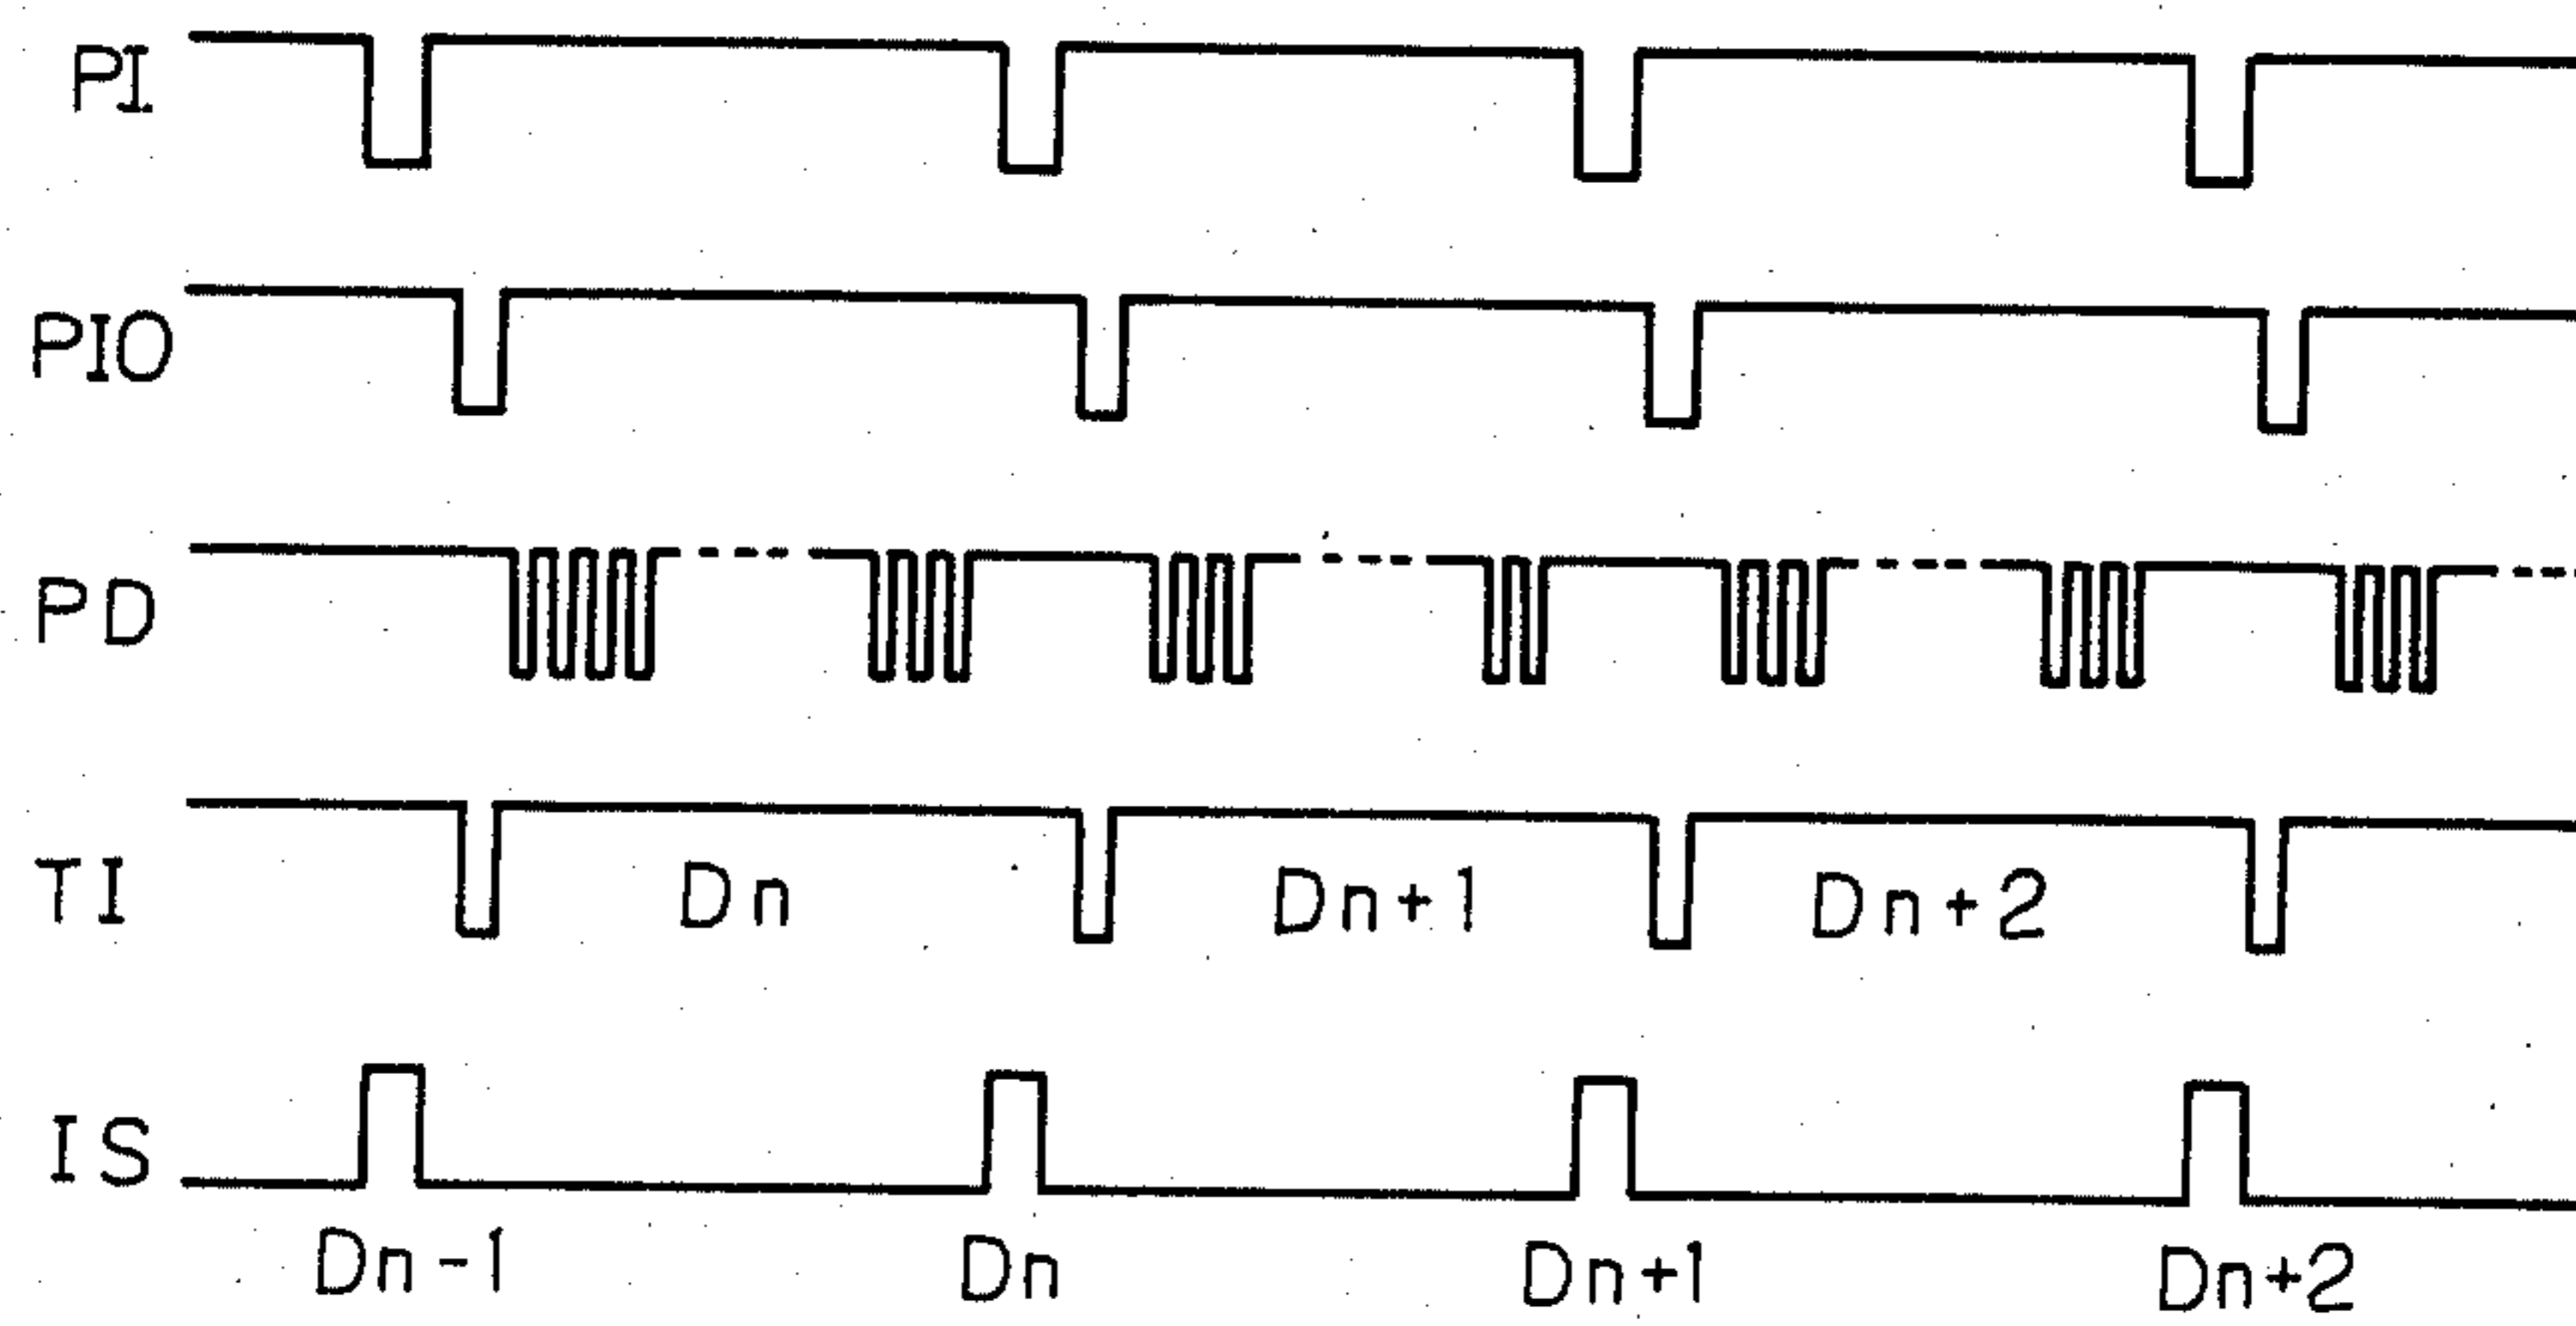 PI
PIO
PD
TI
Dn
Dn+1
Dn+2
IS
Dn-1
Dn
Dn+1
Dn+2